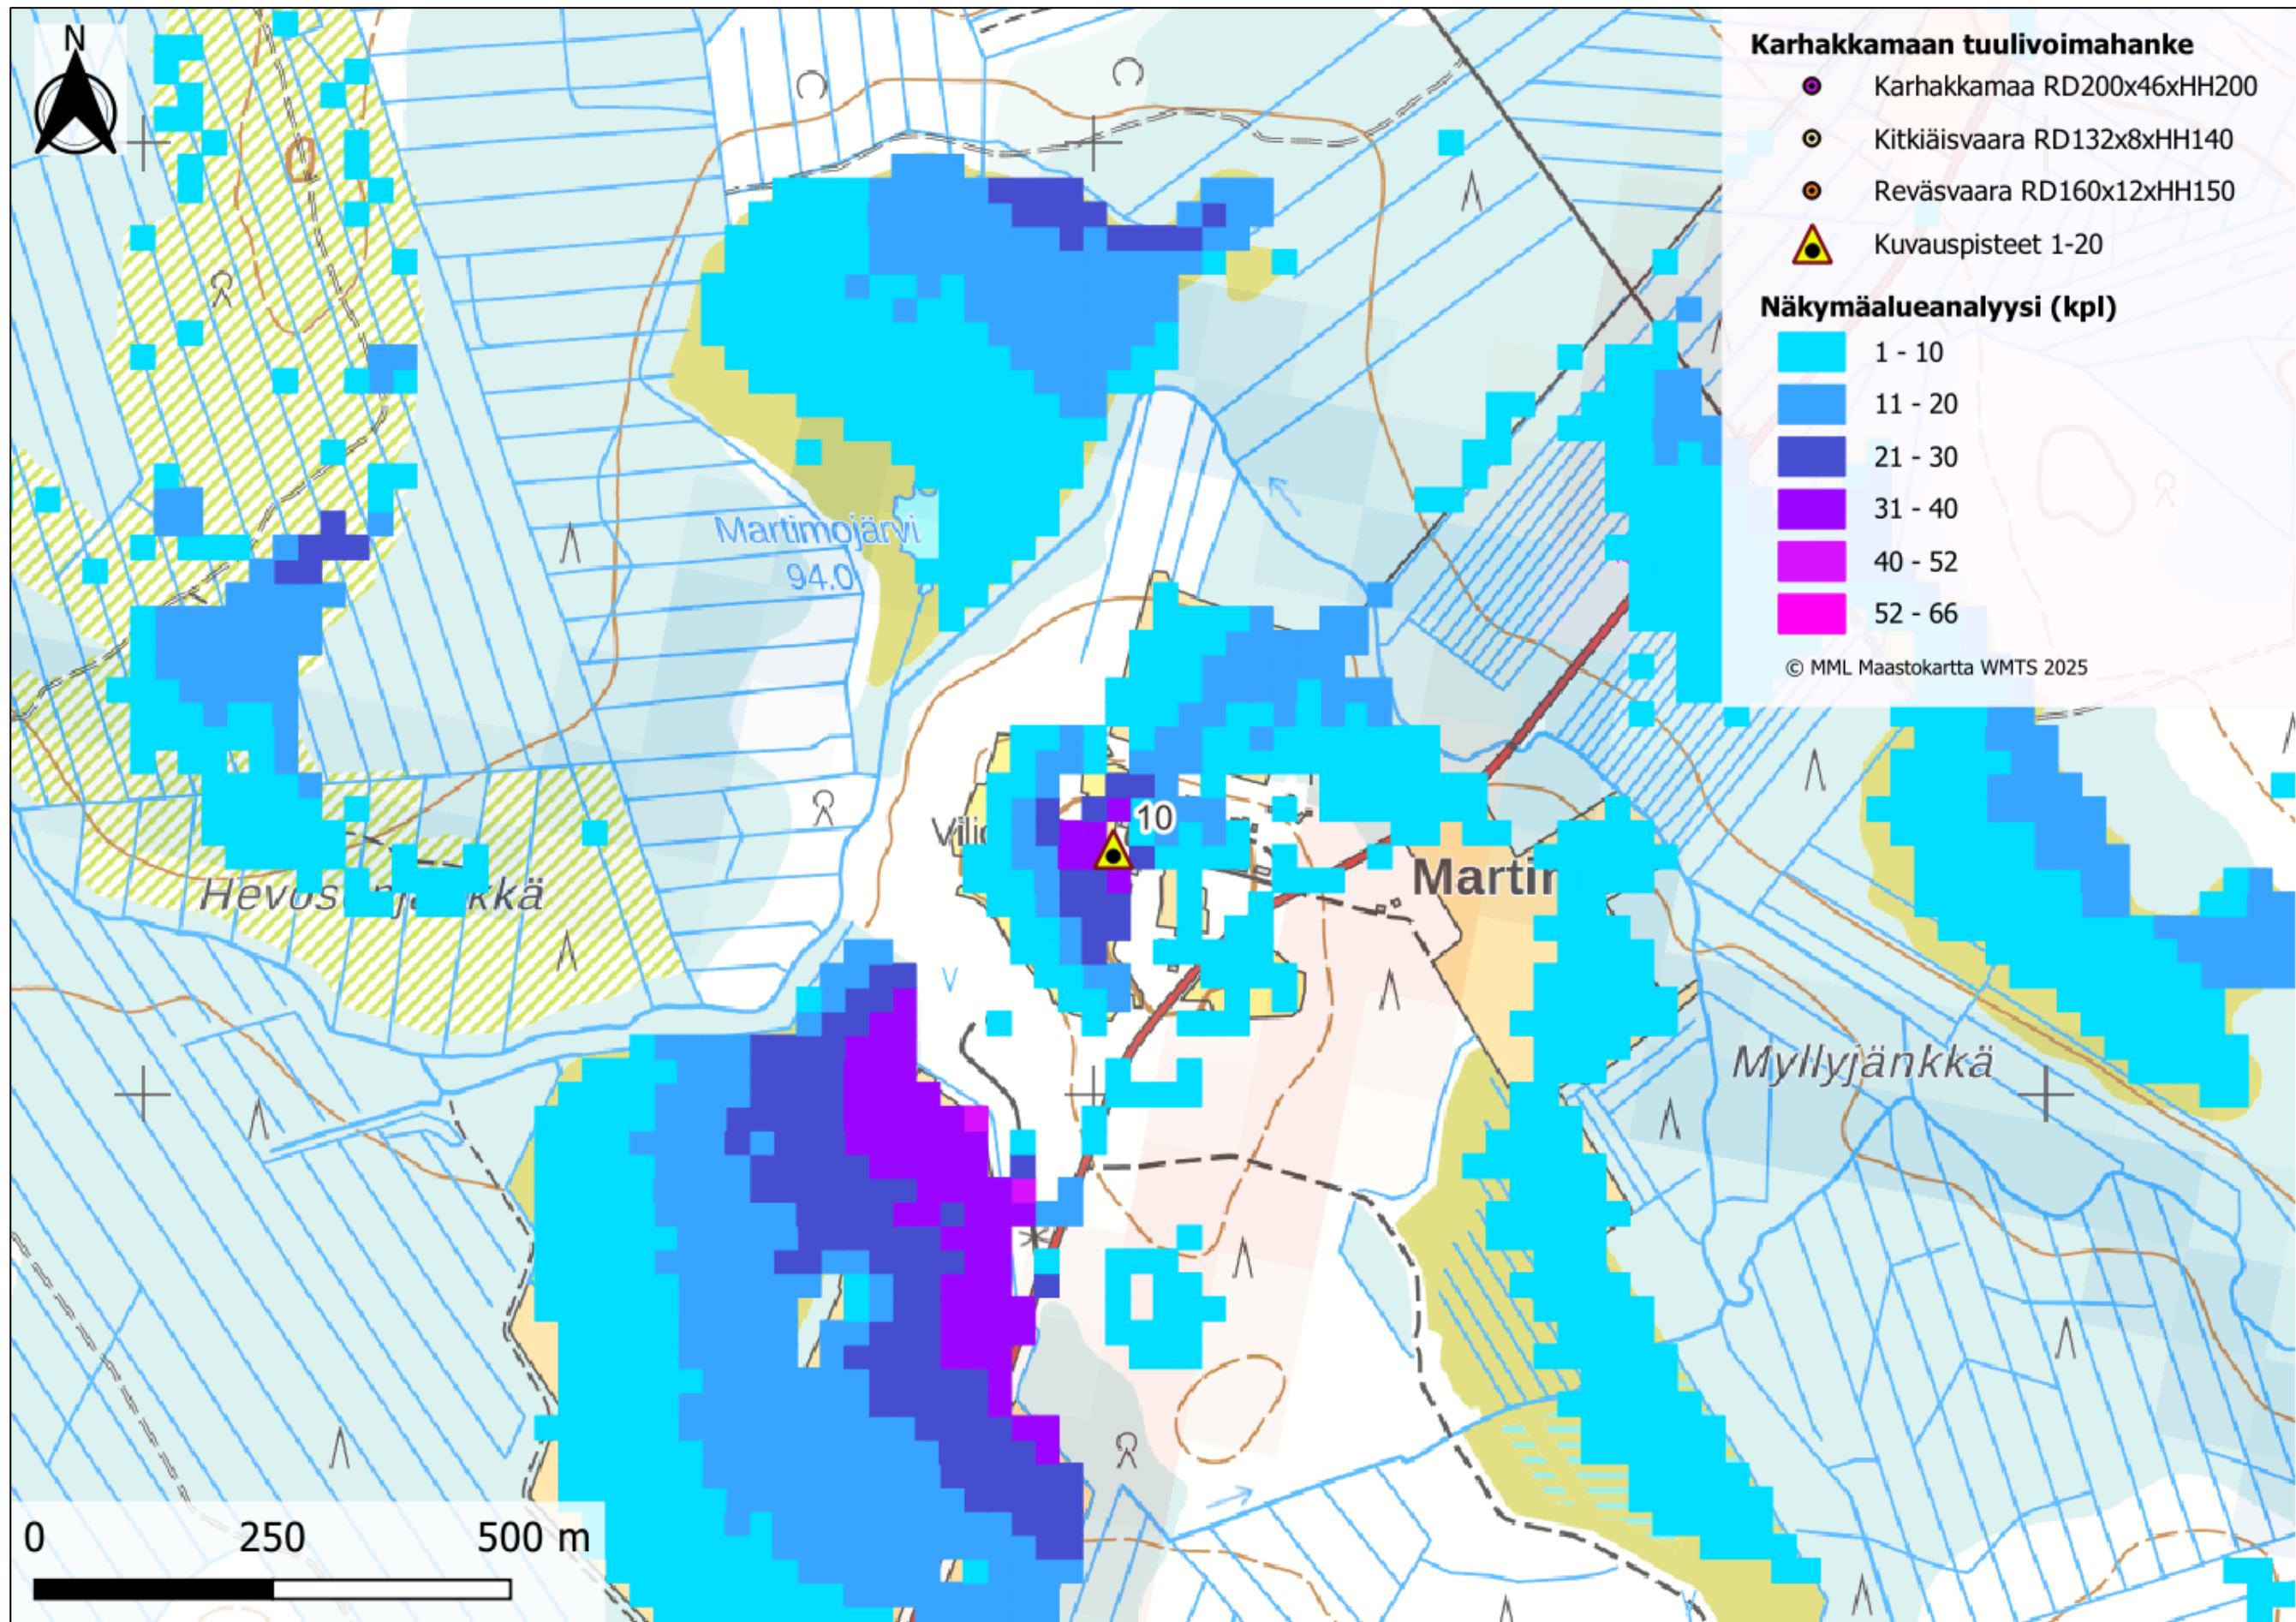 N
Karhakkamaan tuulivoimahanke
Karhakkamaa RD200x46xHH200
Kitkiäisvaara RD132x8xHH140
Reväsvaara RD160x12xHH150
Kuvauspisteet 1-20
Näkymäalueanalyysi (kpl)
1 - 10
11 - 20
21 - 30
31 - 40
40 - 52
52 - 66
© MML Maastokartta WMTS 2025
Martimojärvi
94.0
10
Martim
Myllyjänkkä
0 250 500 m